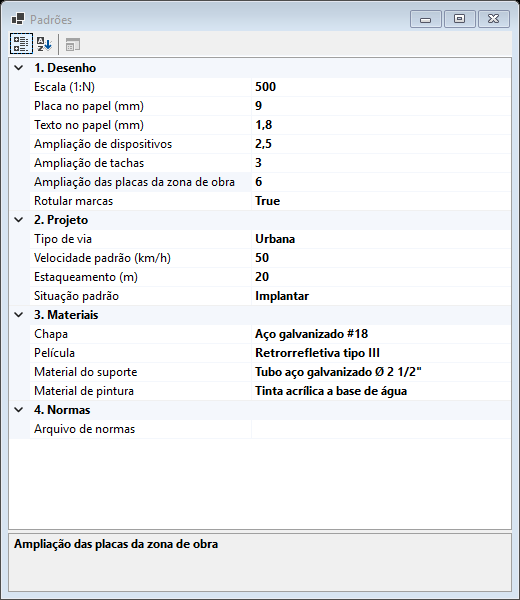 Padrões
1. Desenho
Escala (1:N) 500
Placa no papel (mm) 9
Texto no papel (mm) 1,8
Ampliação de dispositivos 2,5
Ampliação de tachas 3
Ampliação das placas da zona de obra 6
Rotular marcas True
2. Projeto
Tipo de via Urbana
Velocidade padrão (km/h) 50
Estaqueamento (m) 20
Situação padrão Implantar
3. Materiais
Chapa Aço galvanizado #18
Película Retrorrefletiva tipo III
Material do suporte Tubo aço galvanizado Ø 2 1/2"
Material de pintura Tinta acrílica a base de água
4. Normas
Arquivo de normas
Ampliação das placas da zona de obra